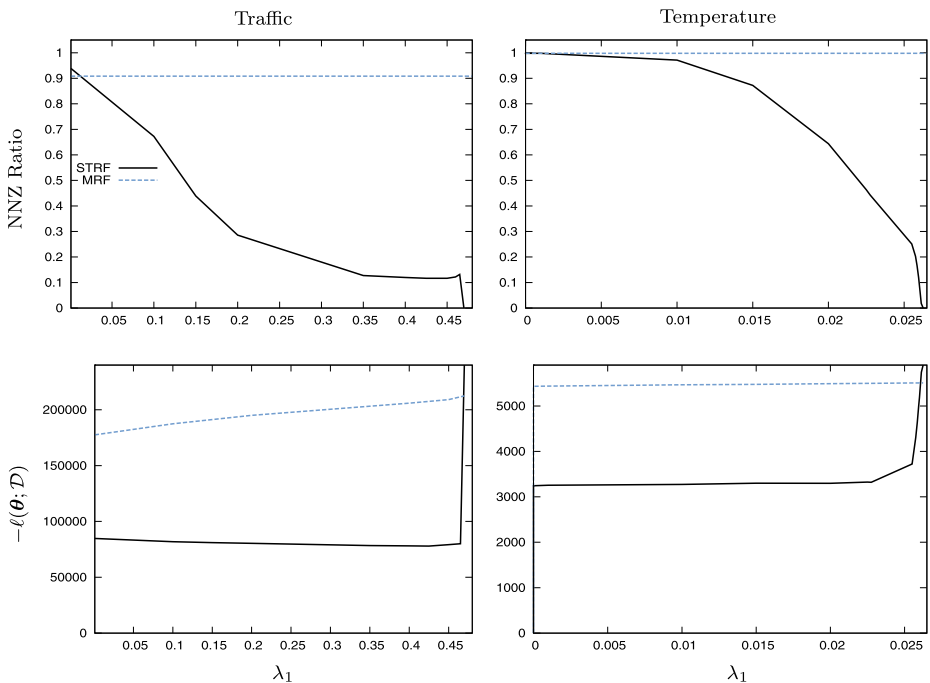 Traffic
Temperature
NNZ Ratio
1
0.9
0.8
0.7
0.6
0.5
0.4
0.3
0.2
0.1
0
STRF
MRF
0.05 0.1 0.15 0.2 0.25 0.3 0.35 0.4 0.45
1
0.9
0.8
0.7
0.6
0.5
0.4
0.3
0.2
0.1
0
0 0.005 0.01 0.015 0.02 0.025
−ℓ(θ; 𝒟)
200000
150000
100000
50000
0
0.05 0.1 0.15 0.2 0.25 0.3 0.35 0.4 0.45
λ₁
5000
4000
3000
2000
1000
0
0 0.005 0.01 0.015 0.02 0.025
λ₁